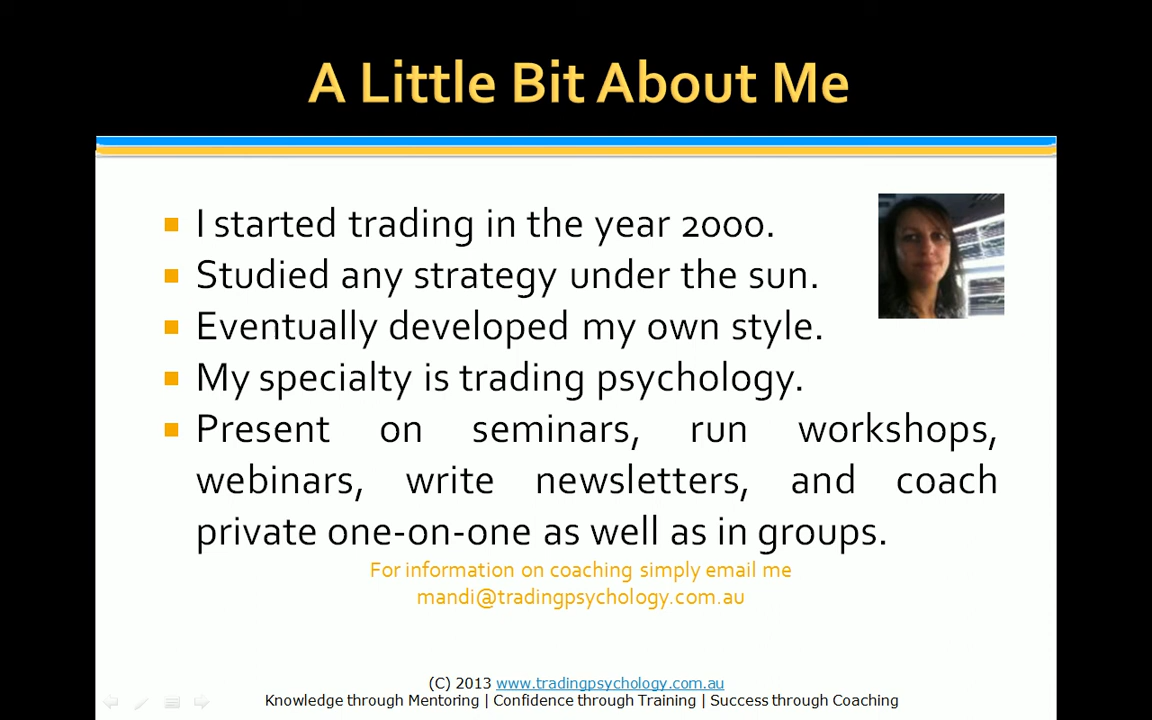 A Little Bit About Me
I started trading in the year 2000.
Studied any strategy under the sun.
Eventually developed my own style.
My specialty is trading psychology.
Present on seminars, run workshops,
webinars, write newsletters, and coach
private one-on-one as well as in groups.
For information on coaching simply email me
mandi@tradingpsychology.com.au
(C) 2013 www.tradingpsychology.com.au
Knowledge through Mentoring | Confidence through Training | Success through Coaching